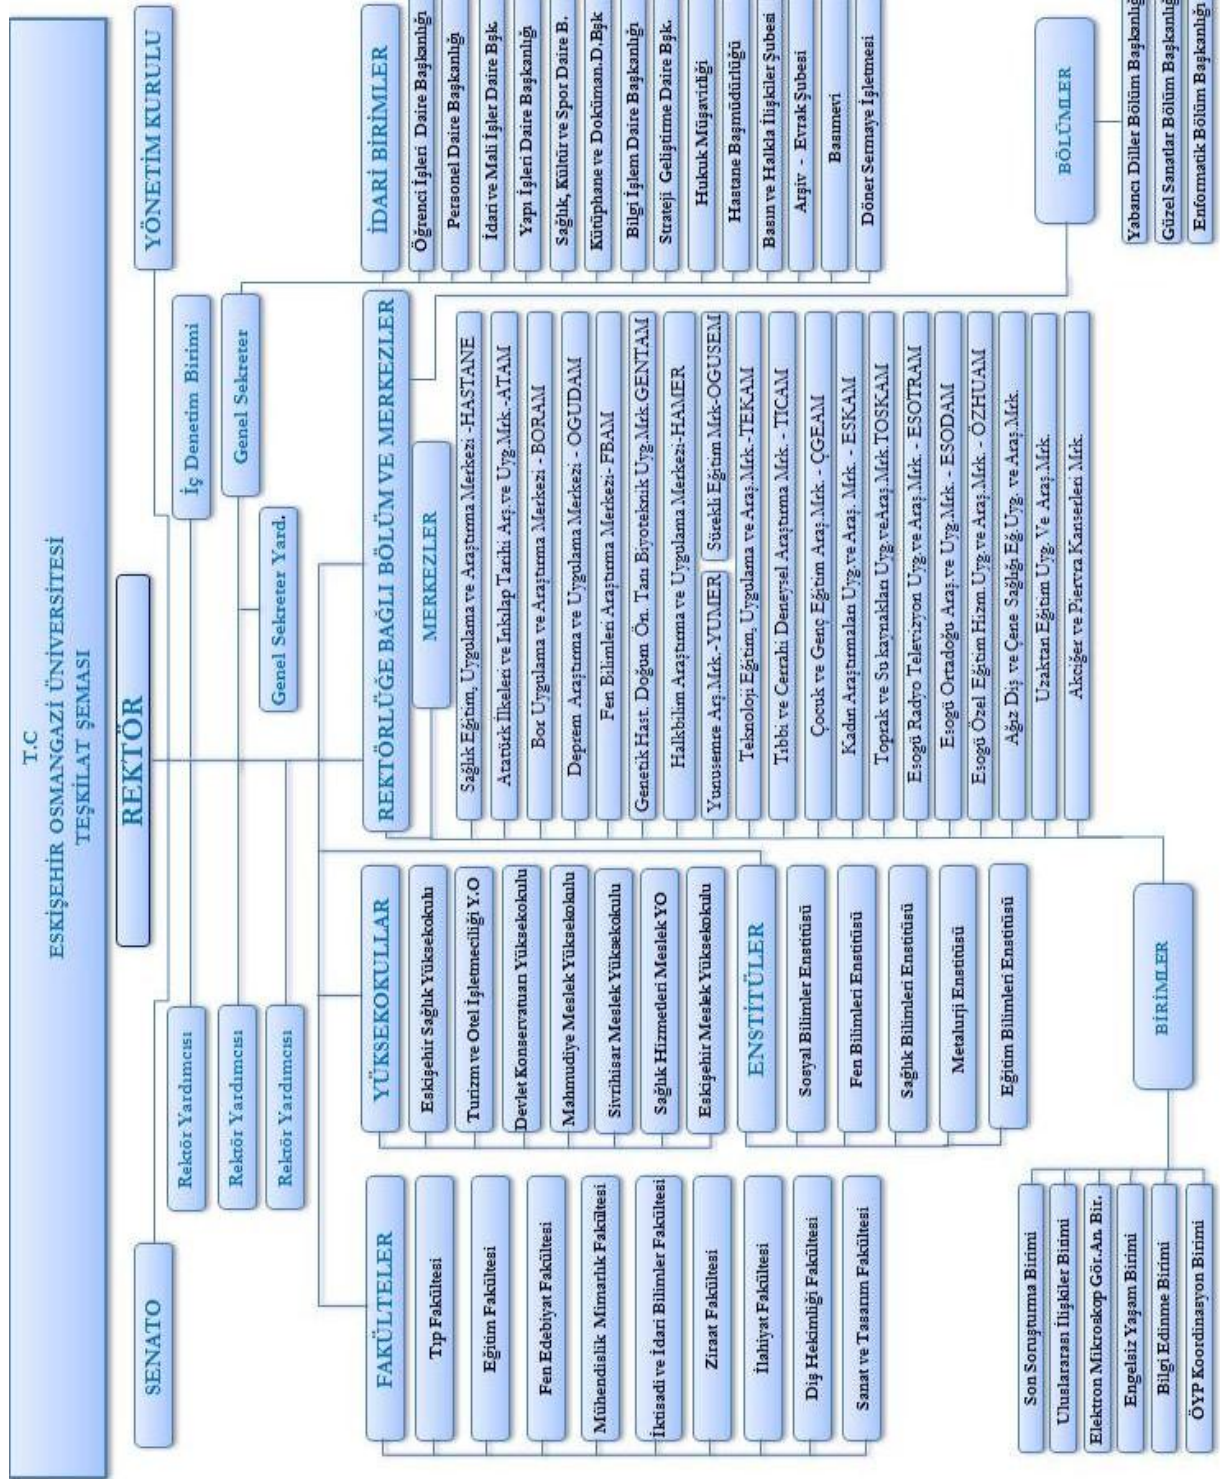 T.C
ESKİŞEHİR OSMANGAZİ ÜNİVERSİTESİ
TEŞKİLAT ŞEMASI
SENATO
REKTÖR
YÖNETİM KURULU
Rektör Yardımcısı
Rektör Yardımcısı
Rektör Yardımcısı
İç Denetim Birimi
Genel Sekreter
Genel Sekreter Yard.
FAKÜLTELER
Tıp Fakültesi
Eğitim Fakültesi
Fen Edebiyat Fakültesi
Mühendislik Mimarlık Fakültesi
İktisadi ve İdari Bilimler Fakültesi
Ziraat Fakültesi
İlahiyat Fakültesi
Diş Hekimliği Fakültesi
Sanat ve Tasarım Fakültesi
YÜKSEKOKULLAR
Eskişehir Sağlık Yüksekokulu
Turizm ve Otel İşletmeciliği Y.O
Devlet Konservatuarı Yüksekokulu
Mahmudiye Meslek Yüksekokulu
Sivrihisar Meslek Yüksekokulu
Sağlık Hizmetleri Meslek YO
Eskişehir Meslek Yüksekokulu
ENSTİTÜLER
Sosyal Bilimler Enstitüsü
Fen Bilimleri Enstitüsü
Sağlık Bilimleri Enstitüsü
Metalurji Enstitüsü
Eğitim Bilimleri Enstitüsü
REKTÖRLÜĞE BAĞLI BÖLÜM VE MERKEZLER
MERKEZLER
Sağlık Eğitim, Uygulama ve Araştırma Merkezi -HASTANE
Atatürk İlkeleri ve İnkılap Tarihi Arş.ve Uyg.Mrk.-ATAM
Bor Uygulama ve Araştırma Merkezi - BORAM
Deprem Araştırma ve Uygulama Merkezi - OGUDAM
Fen Bilimleri Araştırma Merkezi- FBAM
Genetik Hast. Doğum Ön. Tanı Biyoteknik Uyg.Mrk.GENTAM
Halkbilim Araştırma ve Uygulama Merkezi-HAMER
Yunusemre Arş.Mrk.-YUMER
Sürekli Eğitim Mrk-OGUSEM
Teknoloji Eğitim, Uygulama ve Araş.Mrk.-TEKAM
Tıbbi ve Cerrahi Deneysel Araştırma Mrk. - TICAM
Çocuk ve Genç Eğitim Araş.Mrk. - ÇGEAM
Kadın Araştırmaları Uyg.ve Araş. Mrk. - ESKAM
Toprak ve Su kaynakları Uyg.veAraş.Mrk.TOSKAM
Esogü Radyo Televizyon Uyg.ve Araş.Mrk. - ESOTRAM
Esogü Ortadoğu Araş.ve Uyg.Mrk. - ESODAM
Esogü Özel Eğitim Hizm.Uyg.ve Araş.Mrk. - ÖZHUAM
Ağız Diş ve Çene Sağlığı Eğ.Uyg. ve Araş.Mrk.
Uzaktan Eğitim Uyg. Ve Araş.Mrk.
Akciğer ve Plevra Kanserleri Mrk.
İDARİ BİRİMLER
Öğrenci İşleri Daire Başkanlığı
Personel Daire Başkanlığı
İdari ve Mali İşler Daire Bşk.
Yapı İşleri Daire Başkanlığı
Sağlık, Kültür ve Spor Daire B.
Kütüphane ve Doküman.D.Bşk
Bilgi İşlem Daire Başkanlığı
Strateji Geliştirme Daire Bşk.
Hukuk Müşavirliği
Hastane Başmüdürlüğü
Basın ve Halkla İlişkiler Şubesi
Arşiv - Evrak Şubesi
Basımevi
Döner Sermaye İşletmesi
BİRİMLER
Son Soruşturma Birimi
Uluslararası İlişkiler Birimi
Elektron Mikroskop Gör.An. Bir.
Engelsiz Yaşam Birimi
Bilgi Edinme Birimi
ÖYP Koordinasyon Birimi
BÖLÜMLER
Yabancı Diller Bölüm Başkanlığı
Güzel Sanatlar Bölüm Başkanlığı
Enformatik Bölüm Başkanlığı